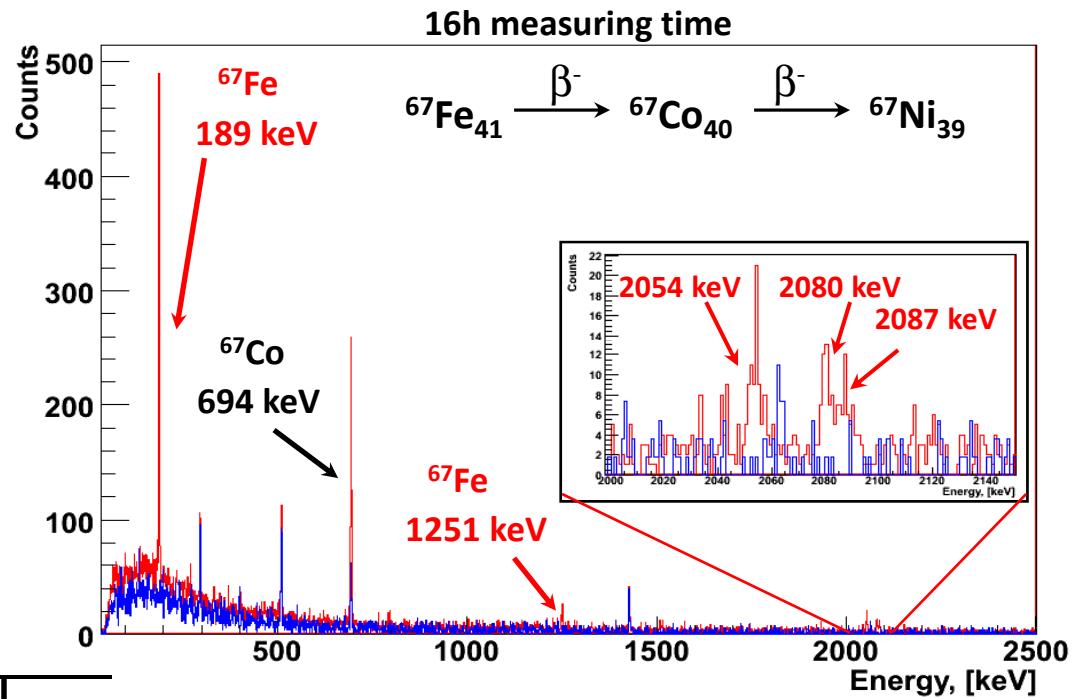 16h measuring time
Counts
500
400
300
200
100
0
500
1000
1500
2000
2500
Energy, [keV]
⁶⁷Fe
189 keV
⁶⁷Fe₄₁ β⁻ ⁶⁷Co₄₀ β⁻ ⁶⁷Ni₃₉
⁶⁷Co
694 keV
⁶⁷Fe
1251 keV
Counts
22
20
18
16
14
12
10
8
6
4
2
0
2000
2020
2040
2060
2080
2100
2120
2140
Energy, [keV]
2054 keV
2080 keV
2087 keV